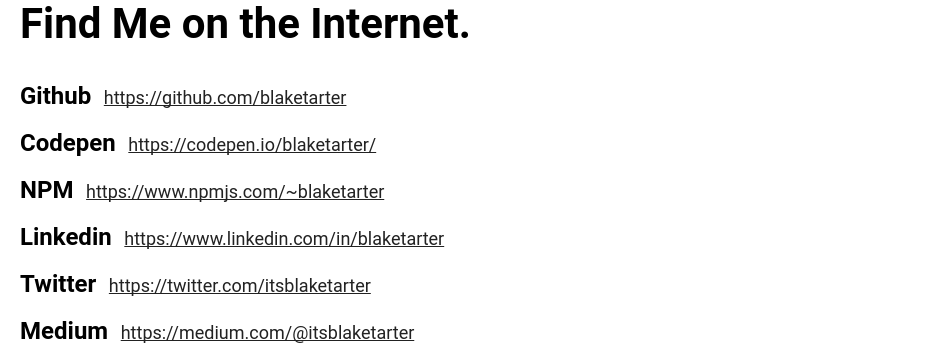 Find Me on the Internet.
Github https://github.com/blaketarter
Codepen https://codepen.io/blaketarter/
NPM https://www.npmjs.com/~blaketarter
Linkedin https://www.linkedin.com/in/blaketarter
Twitter https://twitter.com/itsblaketarter
Medium https://medium.com/@itsblaketarter